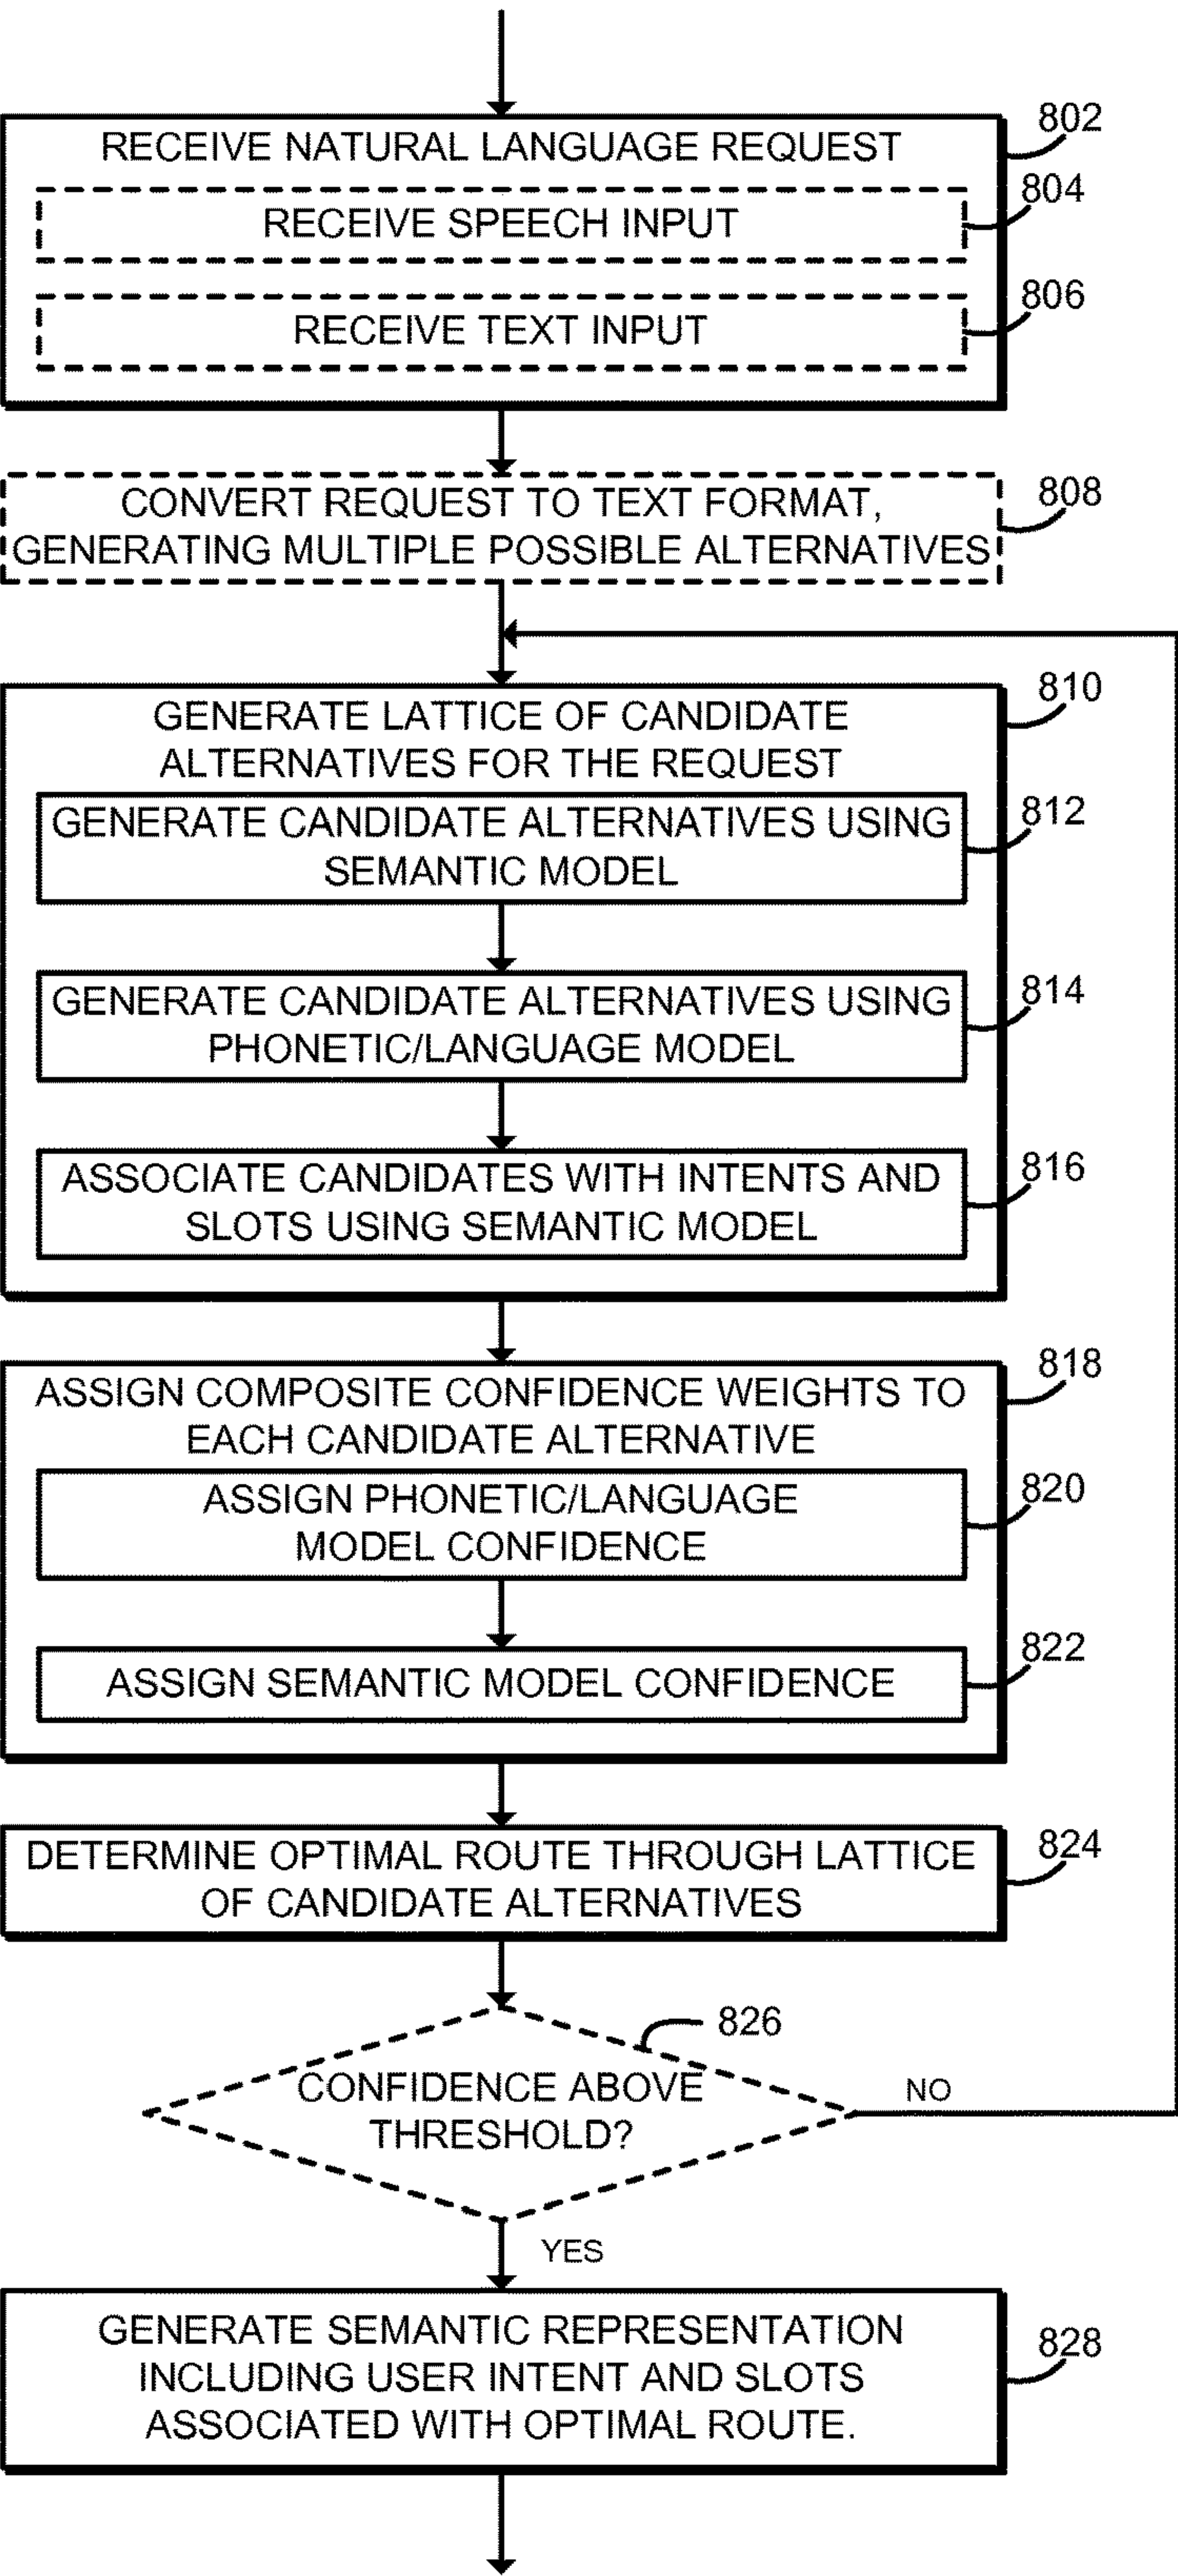 802
RECEIVE NATURAL LANGUAGE REQUEST
804
RECEIVE SPEECH INPUT
806
RECEIVE TEXT INPUT
808
CONVERT REQUEST TO TEXT FORMAT,
GENERATING MULTIPLE POSSIBLE ALTERNATIVES
810
GENERATE LATTICE OF CANDIDATE
ALTERNATIVES FOR THE REQUEST
812
GENERATE CANDIDATE ALTERNATIVES USING
SEMANTIC MODEL
814
GENERATE CANDIDATE ALTERNATIVES USING
PHONETIC/LANGUAGE MODEL
816
ASSOCIATE CANDIDATES WITH INTENTS AND
SLOTS USING SEMANTIC MODEL
818
ASSIGN COMPOSITE CONFIDENCE WEIGHTS TO
EACH CANDIDATE ALTERNATIVE
820
ASSIGN PHONETIC/LANGUAGE
MODEL CONFIDENCE
822
ASSIGN SEMANTIC MODEL CONFIDENCE
824
DETERMINE OPTIMAL ROUTE THROUGH LATTICE
OF CANDIDATE ALTERNATIVES
826
CONFIDENCE ABOVE
THRESHOLD?
NO
YES
828
GENERATE SEMANTIC REPRESENTATION
INCLUDING USER INTENT AND SLOTS
ASSOCIATED WITH OPTIMAL ROUTE.